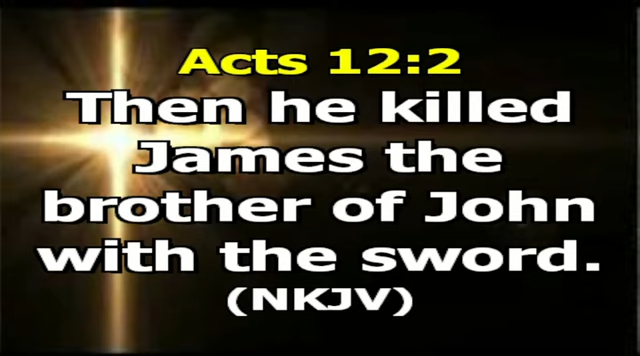 Acts 12:2
Then he killed
James the
brother of John
with the sword.
(NKJV)